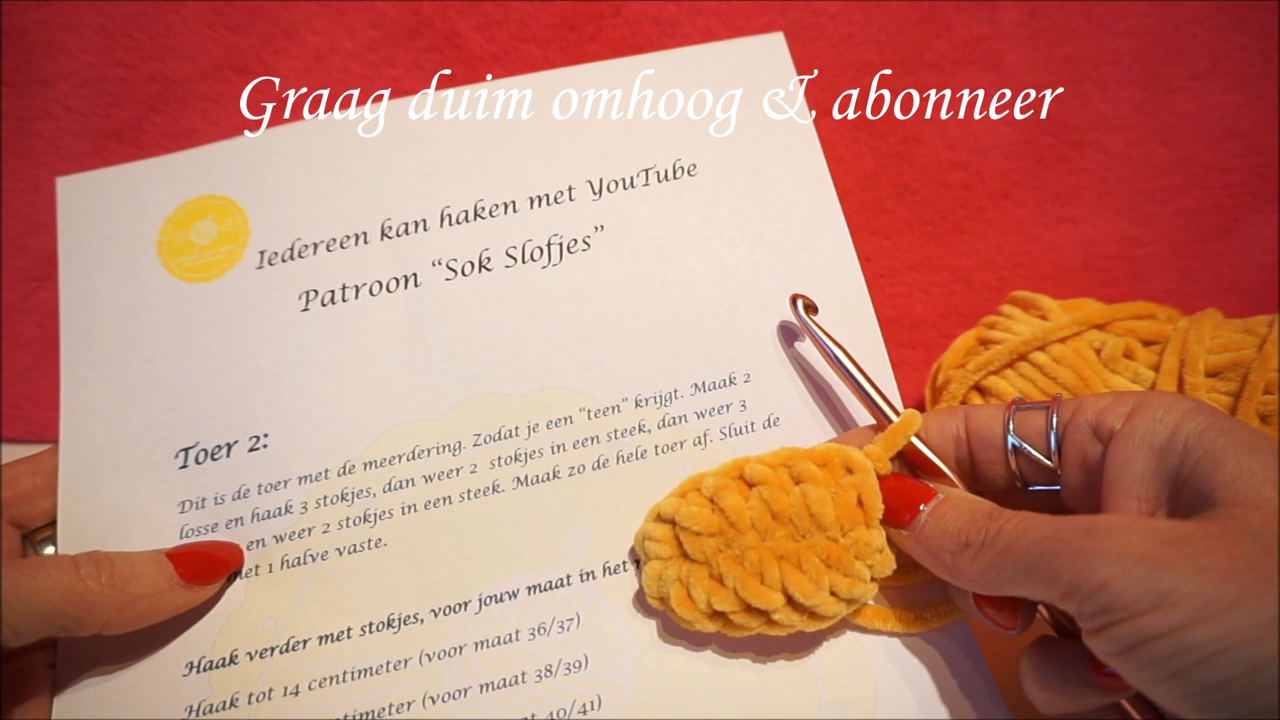 Graag duim omhoog & abonneer
Iedereen kan haken met YouTube
Patroon “Sok Slofjes”
Toer 2:
Dit is de toer met de meerdering. Zodat je een “teen” krijgt. Maak 2
losse en haak 3 stokjes, dan weer 2 stokjes in een steek, dan weer 3
en weer 2 stokjes in een steek. Maak zo de hele toer af. Sluit de
met 1 halve vaste.
Haak verder met stokjes, voor jouw maat in het
Haak tot 14 centimeter (voor maat 36/37)
(voor maat 38/39)
40/41)